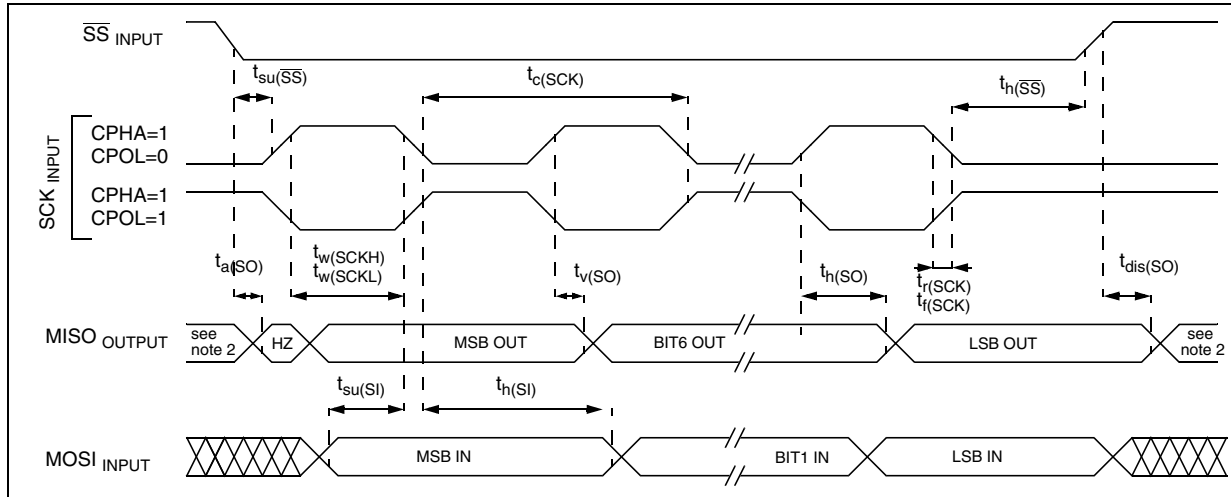 SS INPUT
tsu(SS)
tc(SCK)
th(SS)
SCK INPUT
CPHA=1
CPOL=0
CPHA=1
CPOL=1
ta(SO)
tw(SCKH)
tw(SCKL)
tv(SO)
th(SO)
tr(SCK)
tf(SCK)
tdis(SO)
MISO OUTPUT
see note 2
HZ
MSB OUT
BIT6 OUT
LSB OUT
see note 2
tsu(SI)
th(SI)
MOSI INPUT
MSB IN
BIT1 IN
LSB IN